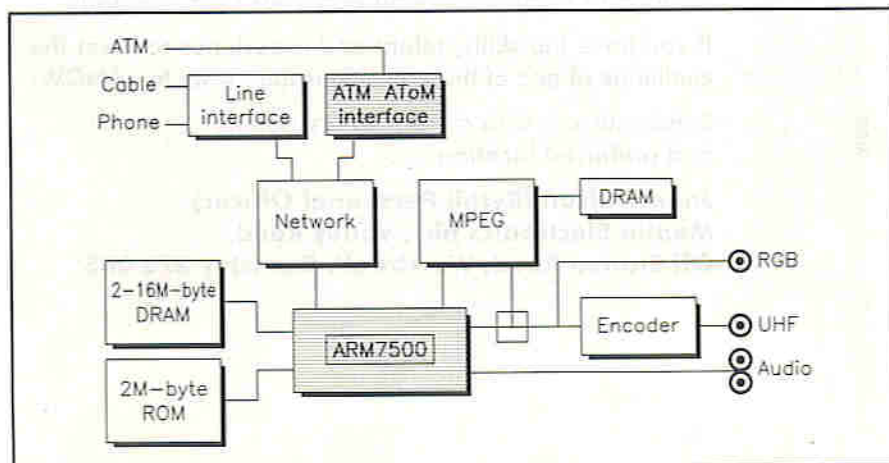 ATM
Cable
Phone
Line
interface
ATM AToM
interface
Network
MPEG
DRAM
RGB
2-16M-byte
DRAM
ARM7500
Encoder
UHF
Audio
2M-byte
ROM